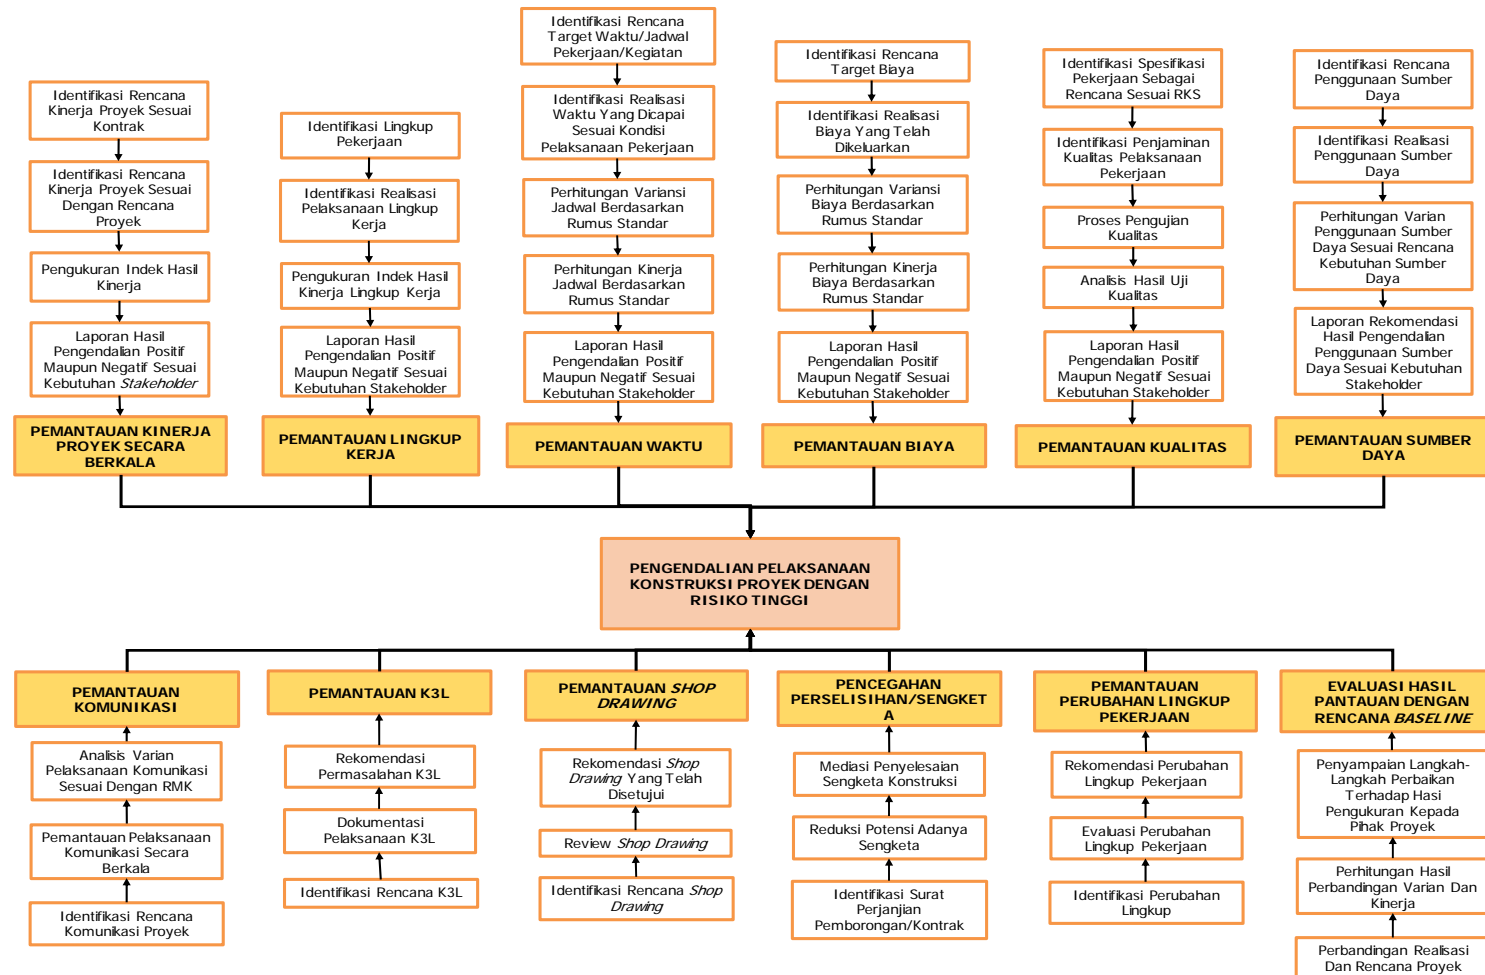 Identifikasi Rencana
Kinerja Proyek Sesuai
Kontrak
Identifikasi Rencana
Kinerja Proyek Sesuai
Dengan Rencana
Proyek
Pengukuran Indek Hasil
Kinerja
Laporan Hasil
Pengendalian Positif
Maupun Negatif Sesuai
Kebutuhan Stakeholder
PEMANTAUAN KINERJA
PROYEK SECARA
BERKALA
Identifikasi Lingkup
Pekerjaan
Identifikasi Realisasi
Pelaksanaan Lingkup
Kerja
Pengukuran Indek Hasil
Kinerja Lingkup Kerja
Laporan Hasil
Pengendalian Positif
Maupun Negatif Sesuai
Kebutuhan Stakeholder
PEMANTAUAN LINGKUP
KERJA
Identifikasi Rencana
Target Waktu/Jadwal
Pekerjaan/Kegiatan
Identifikasi Realisasi
Waktu Yang Dicapai
Sesuai Kondisi
Pelaksanaan Pekerjaan
Perhitungan Variansi
Jadwal Berdasarkan
Rumus Standar
Perhitungan Kinerja
Jadwal Berdasarkan
Rumus Standar
Laporan Hasil
Pengendalian Positif
Maupun Negatif Sesuai
Kebutuhan Stakeholder
PEMANTAUAN WAKTU
Identifikasi Rencana
Target Biaya
Identifikasi Realisasi
Biaya Yang Telah
Dikeluarkan
Perhitungan Variansi
Biaya Berdasarkan
Rumus Standar
Perhitungan Kinerja
Biaya Berdasarkan
Rumus Standar
Laporan Hasil
Pengendalian Positif
Maupun Negatif Sesuai
Kebutuhan Stakeholder
PEMANTAUAN BIAYA
Identifikasi Spesifikasi
Pekerjaan Sebagai
Rencana Sesuai RKS
Identifikasi Penjaminan
Kualitas Pelaksanaan
Pekerjaan
Proses Pengujian
Kualitas
Analisis Hasil Uji
Kualitas
Laporan Hasil
Pengendalian Positif
Maupun Negatif Sesuai
Kebutuhan Stakeholder
PEMANTAUAN KUALITAS
Identifikasi Rencana
Penggunaan Sumber
Daya
Identifikasi Realisasi
Penggunaan Sumber
Daya
Perhitungan Varian
Penggunaan Sumber
Daya Sesuai Rencana
Kebutuhan Sumber
Daya
Laporan Rekomendasi
Hasil Pengendalian
Penggunaan Sumber
Daya Sesuai Kebutuhan
Stakeholder
PEMANTAUAN SUMBER
DAYA
PENGENDALIAN PELAKSANAAN
KONSTRUKSI PROYEK DENGAN
RISIKO TINGGI
PEMANTAUAN
KOMUNIKASI
Analisis Varian
Pelaksanaan Komunikasi
Sesuai Dengan RMK
Pemantauan Pelaksanaan
Komunikasi Secara
Berkala
Identifikasi Rencana
Komunikasi Proyek
PEMANTAUAN K3L
Rekomendasi
Permasalahan K3L
Dokumentasi
Pelaksanaan K3L
Identifikasi Rencana K3L
PEMANTAUAN SHOP
DRAWING
Rekomendasi Shop
Drawing Yang Telah
Disetujui
Review Shop Drawing
Identifikasi Rencana Shop
Drawing
PENCEGAHAN
PERSELISIHAN/SENGKET
A
Mediasi Penyelesaian
Sengketa Konstruksi
Reduksi Potensi Adanya
Sengketa
Identifikasi Surat
Perjanjian
Pemborongan/Kontrak
PEMANTAUAN
PERUBAHAN LINGKUP
PEKERJAAN
Rekomendasi Perubahan
Lingkup Pekerjaan
Evaluasi Perubahan
Lingkup Pekerjaan
Identifikasi Perubahan
Lingkup
EVALUASI HASIL
PANTAUAN DENGAN
RENCANA BASELINE
Penyampaian Langkah-
Langkah Perbaikan
Terhadap Hasi
Pengukuran Kepada
Pihak Proyek
Perhitungan Hasil
Perbandingan Varian Dan
Kinerja
Perbandingan Realisasi
Dan Rencana Proyek